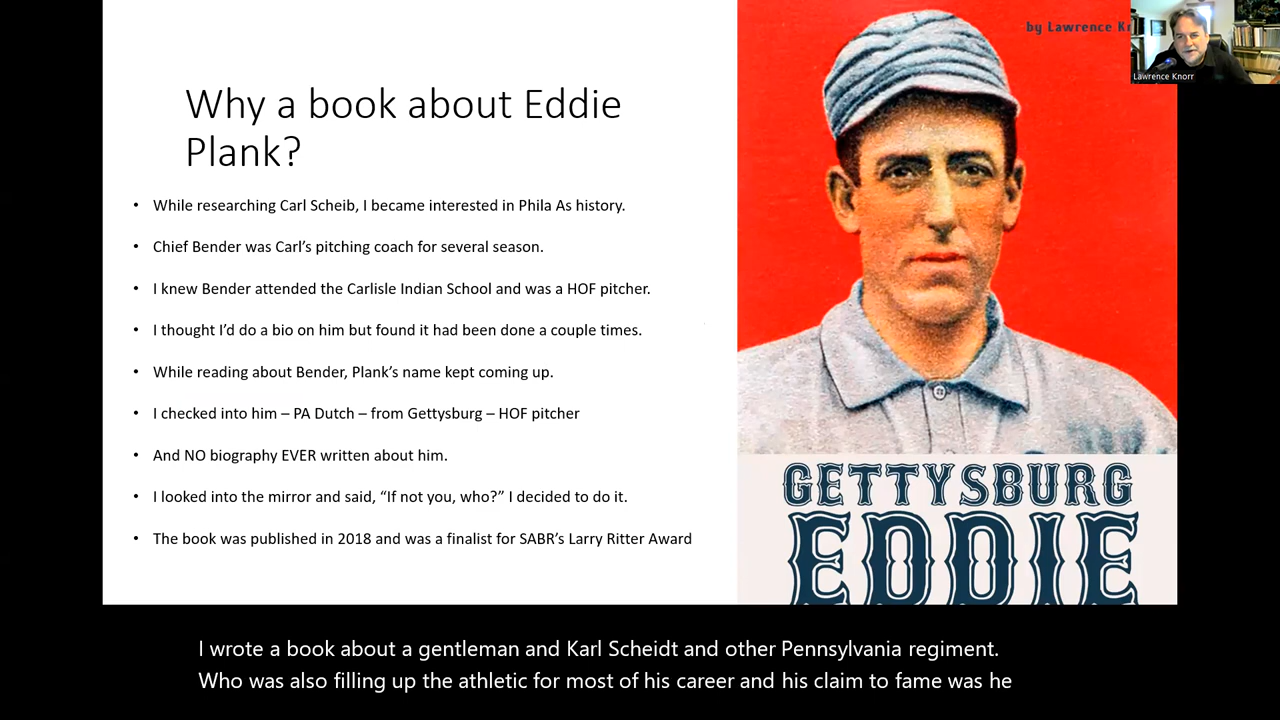 by Lawrence
Lawrence Knorr
Why a book about Eddie
Plank?
• While researching Carl Scheib, I became interested in Phila As history.
• Chief Bender was Carl’s pitching coach for several season.
• I knew Bender attended the Carlisle Indian School and was a HOF pitcher.
• I thought I’d do a bio on him but found it had been done a couple times.
• While reading about Bender, Plank’s name kept coming up.
• I checked into him – PA Dutch – from Gettysburg – HOF pitcher
• And NO biography EVER written about him.
• I looked into the mirror and said, “If not you, who?” I decided to do it.
• The book was published in 2018 and was a finalist for SABR’s Larry Ritter Award
GETTYSBURG
EDDIE
I wrote a book about a gentleman and Karl Scheidt and other Pennsylvania regiment.
Who was also filling up the athletic for most of his career and his claim to fame was he